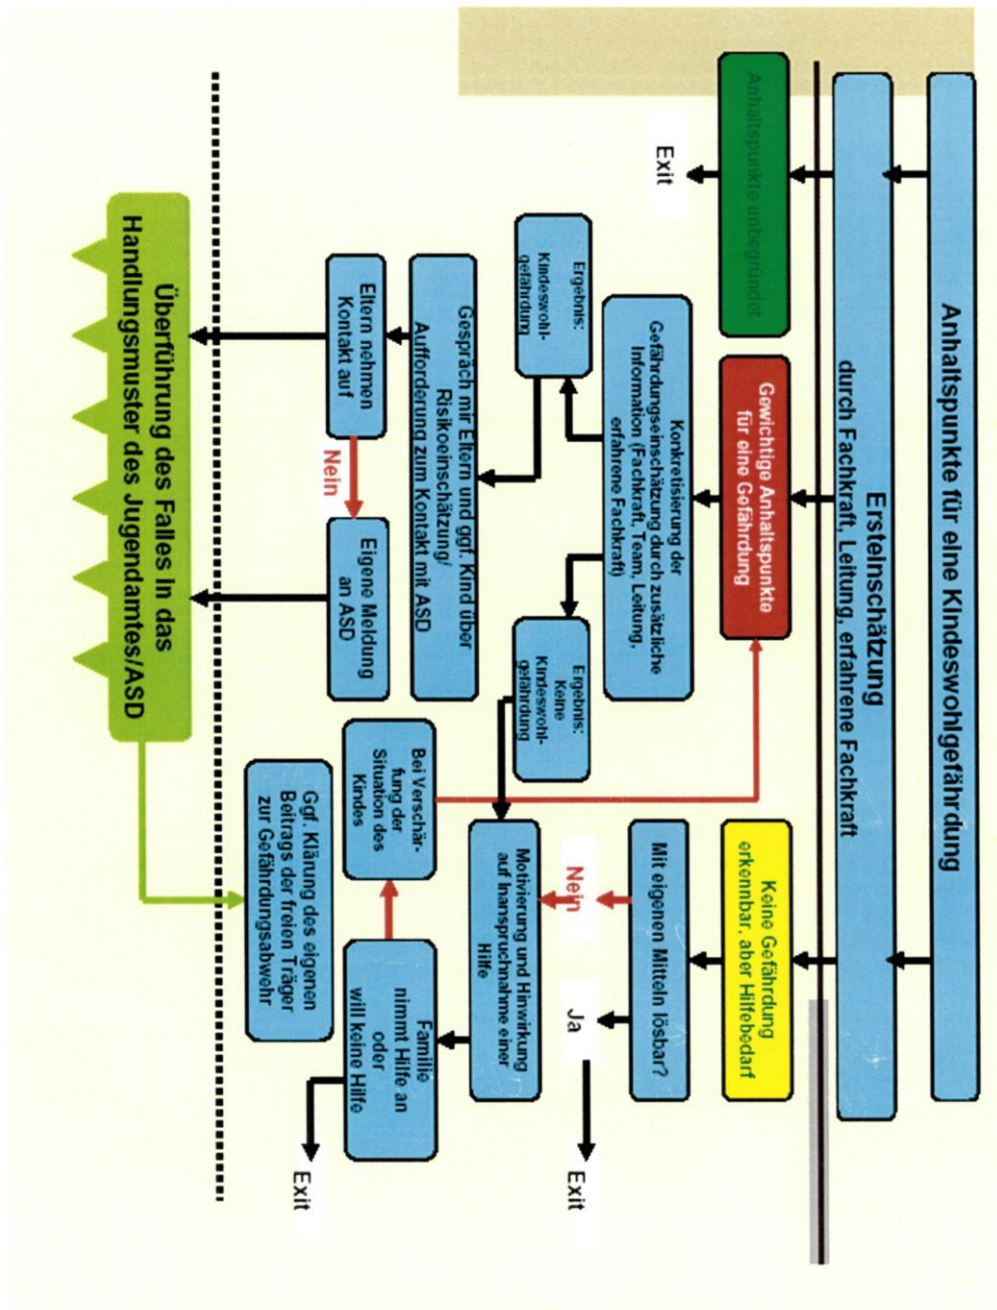 Anhaltspunkte für eine Kindeswohlgefährdung
Ersteinschätzung
durch Fachkraft, Leitung, erfahrene Fachkraft
Anhaltspunkte unbegründet
Exit
Gewichtige Anhaltspunkte
für eine Gefährdung
Keine Gefährdung
erkennbar, aber Hilfebedarf
Konkretisierung der
Gefährdungseinschätzung durch zusätzliche
Information (Fachkraft, Team, Leitung,
erfahrene Fachkraft)
Mit eigenen Mitteln lösbar?
Nein
Ja
Exit
Ergebnis:
Kindeswohl-
gefährdung
Ergebnis:
Keine
Kindeswohl-
gefährdung
Motivierung und Hinwirkung
auf Inanspruchnahme einer
Hilfe
Gespräch mir Eltern und ggf. Kind über
Risikoeinschätzung/
Aufforderung zum Kontakt mit ASD
Bei Verschär-
fung der
Situation des
Kindes
Familie
nimmt Hilfe an
oder
will keine Hilfe
Exit
Eltern nehmen
Kontakt auf
Nein
Eigene Meldung
an ASD
Ggf. Klärung des eigenen
Beitrags der freien Träger
zur Gefährdungsabwehr
Überführung des Falles in das
Handlungsmuster des Jugendamtes/ASD